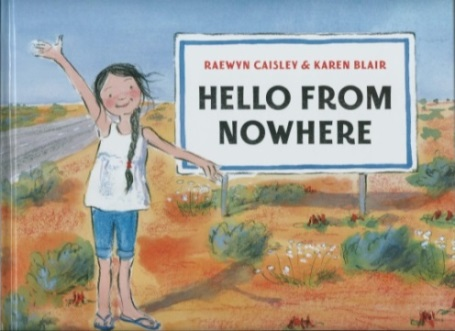 RAEWYN CAISLEY & KAREN BLAIR
HELLO FROM
NOWHERE